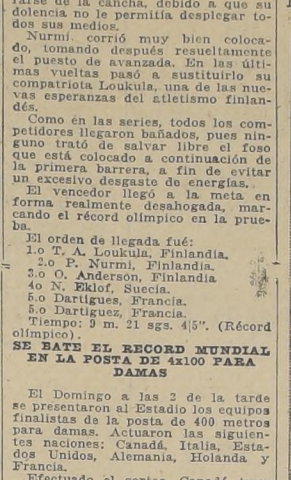 rarse de la cancha, debido a que su
dolencia no le permitía desplegar to-
dos sus medios.
Nurmi. corrió muy bien coloca-
do, tomando después resueltamente
el puesto de avanzada. En las últi-
mas vueltas pasó a sustituirlo su
compatriota Loukula, una de las nue-
vas esperanzas del atletismo finlan-
dés.
Como en las series, todos los com-
petidores llegaron bañados, pues nin-
guno trató de salvar libre el foso
que está colocado a continuación de
la primera barrera, a fin de evitar
un excesivo desgaste de energías.
El vencedor llegó a la meta en
forma realmente desahogada, mar-
cando el récord olímpico en la prue-
ba.
El orden de llegada fué:
1.o T. A. Loukula, Finlandia.
2.o P. Nurmi, Finlandia.
3.o O. Andersón, Finlandia
4o N. Eklof, Suecia.
5.o Dartigues, Francia.
5.o Dartiguez, Francia.
Tiempo: 9 m. 21 sgs. 4|5". (Récord
olímpico).
SE BATE EL RECORD MUNDIAL
EN LA POSTA DE 4x100 PARA
DAMAS
El Domingo a las 2 de la tarde
se presentaron al Estadio los equipos
finalistas de la posta de 400 metros
para damas. Actuaron las siguien-
tes naciones: Canadá, Italia, Esta-
dos Unidos, Alemania, Holanda y
Francia.